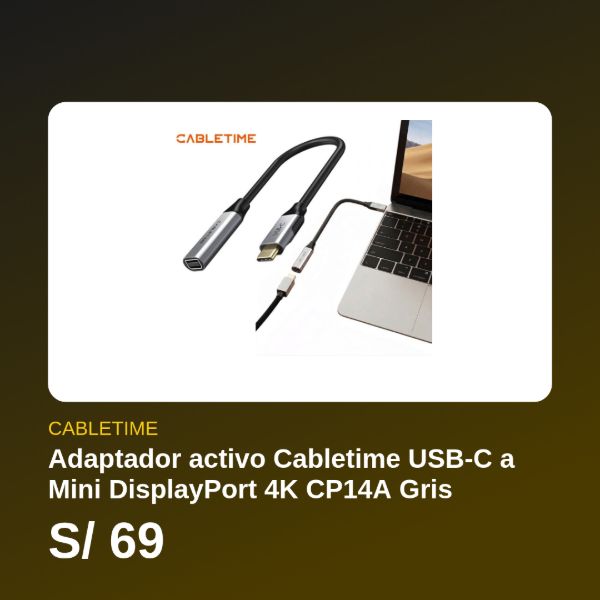 CABLETIME
CABLETIME
Adaptador activo Cabletime USB-C a
Mini DisplayPort 4K CP14A Gris
S/ 69